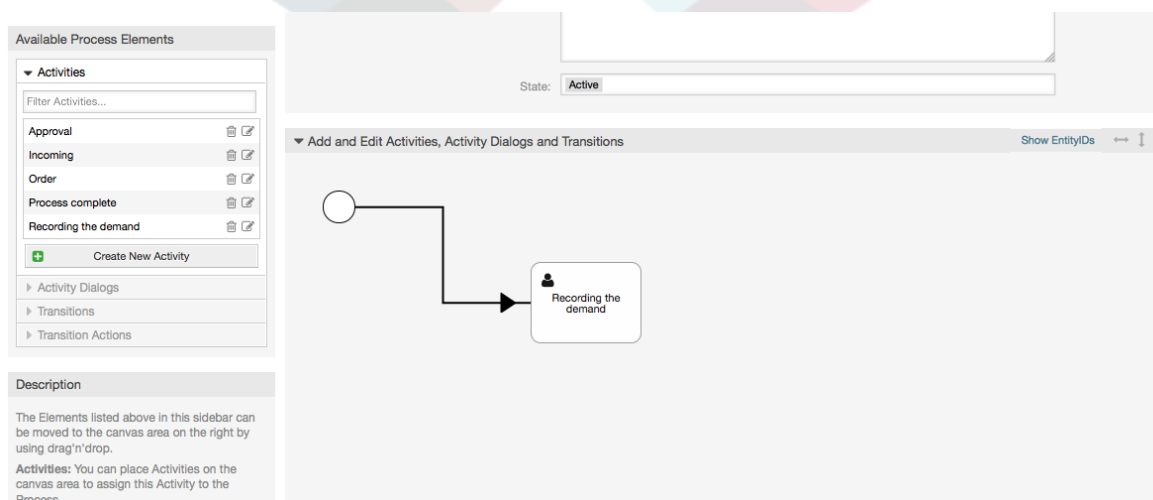 Available Process Elements
Activities
Filter Activities...
Approval
Incoming
Order
Process complete
Recording the demand
Create New Activity
Activity Dialogs
Transitions
Transition Actions
Description
The Elements listed above in this sidebar can
be moved to the canvas area on the right by
using drag'n'drop.
Activities: You can place Activities on the
canvas area to assign this Activity to the
Process.
State: Active
Add and Edit Activities, Activity Dialogs and Transitions
Show EntityIDs
Recording the
demand